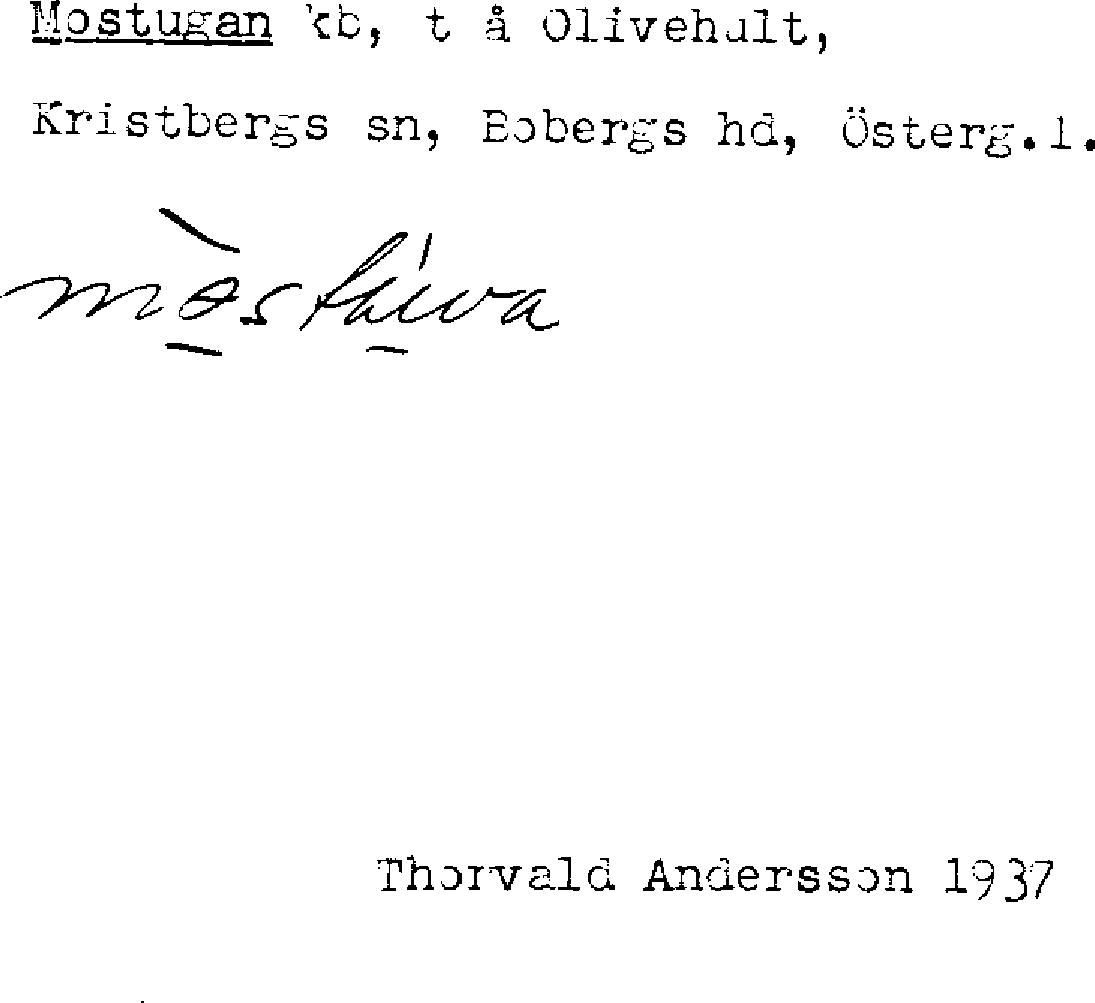 Mostugan kb, t å Olivehult,
Kristbergs sn, Bobergs hd, Österg.l.
Thorvald Andersson 1937